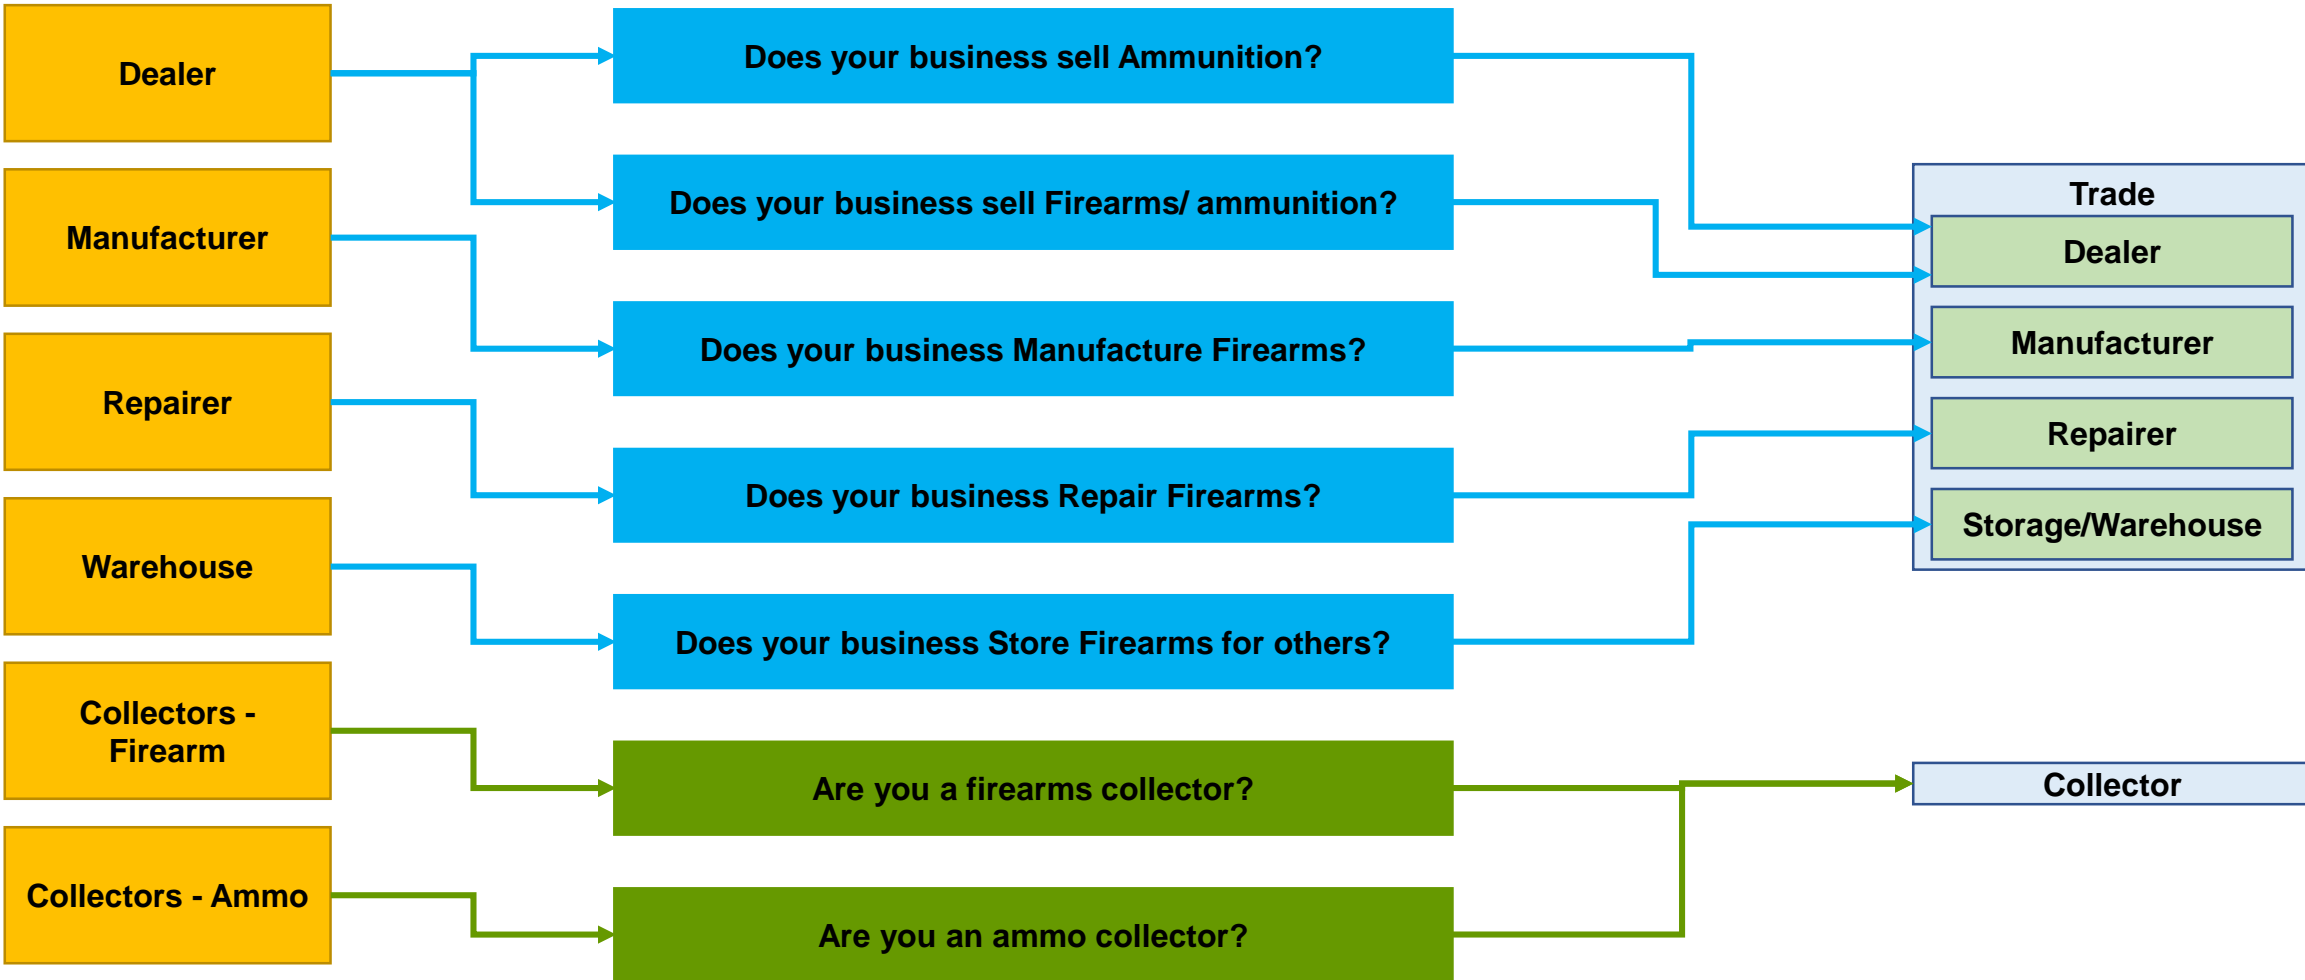 Dealer
Manufacturer
Repairer
Warehouse
Collectors -
Firearm
Collectors - Ammo
Does your business sell Ammunition?
Does your business sell Firearms/ ammunition?
Does your business Manufacture Firearms?
Does your business Repair Firearms?
Does your business Store Firearms for others?
Are you a firearms collector?
Are you an ammo collector?
Trade
Dealer
Manufacturer
Repairer
Storage/Warehouse
Collector